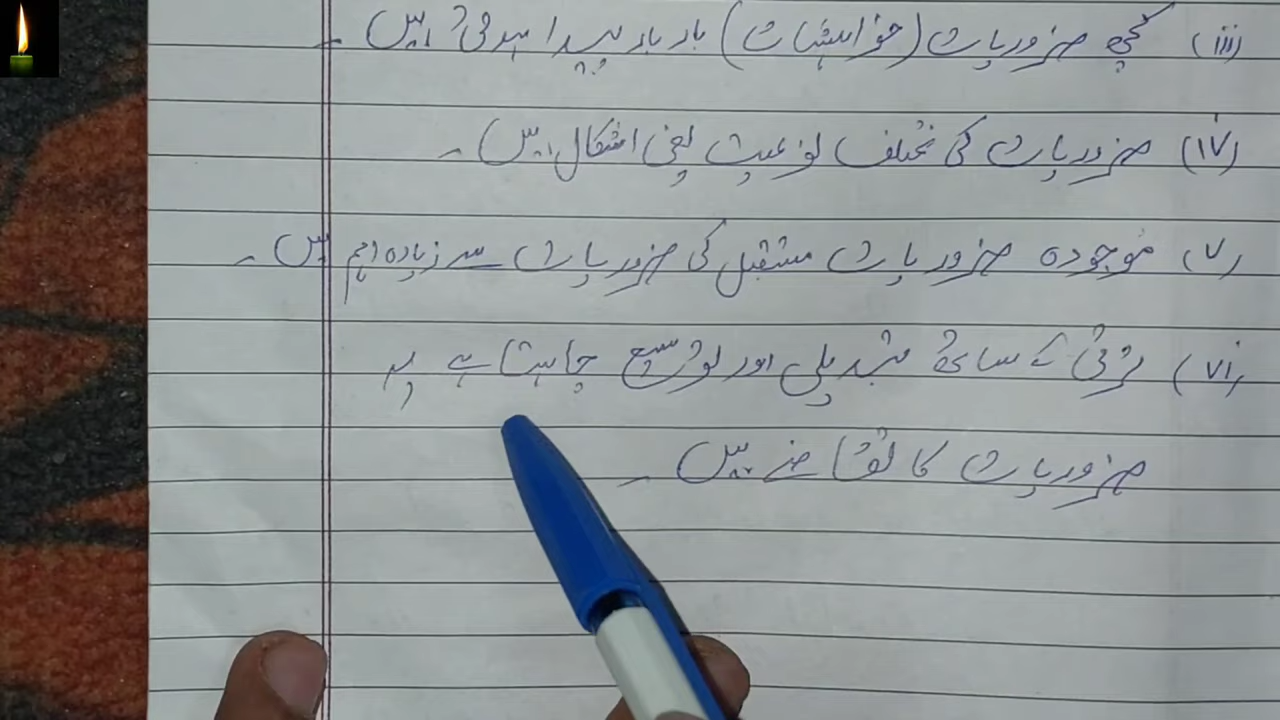 (iii) کچھ ضروریات (خواہشات) بار بار پیدا ہوتی ہیں ۔
(iv) ضروریات کی مختلف نوعیت یعنی اشکال ہیں ۔
(v) موجودہ ضروریات مستقبل کی ضروریات سے زیادہ اہم ہیں ۔
(vi) ترقی کے ساتھ تبدیلی اور توسیع چاہتا ہے یہ
ضروریات کا تقاضے ہیں ۔